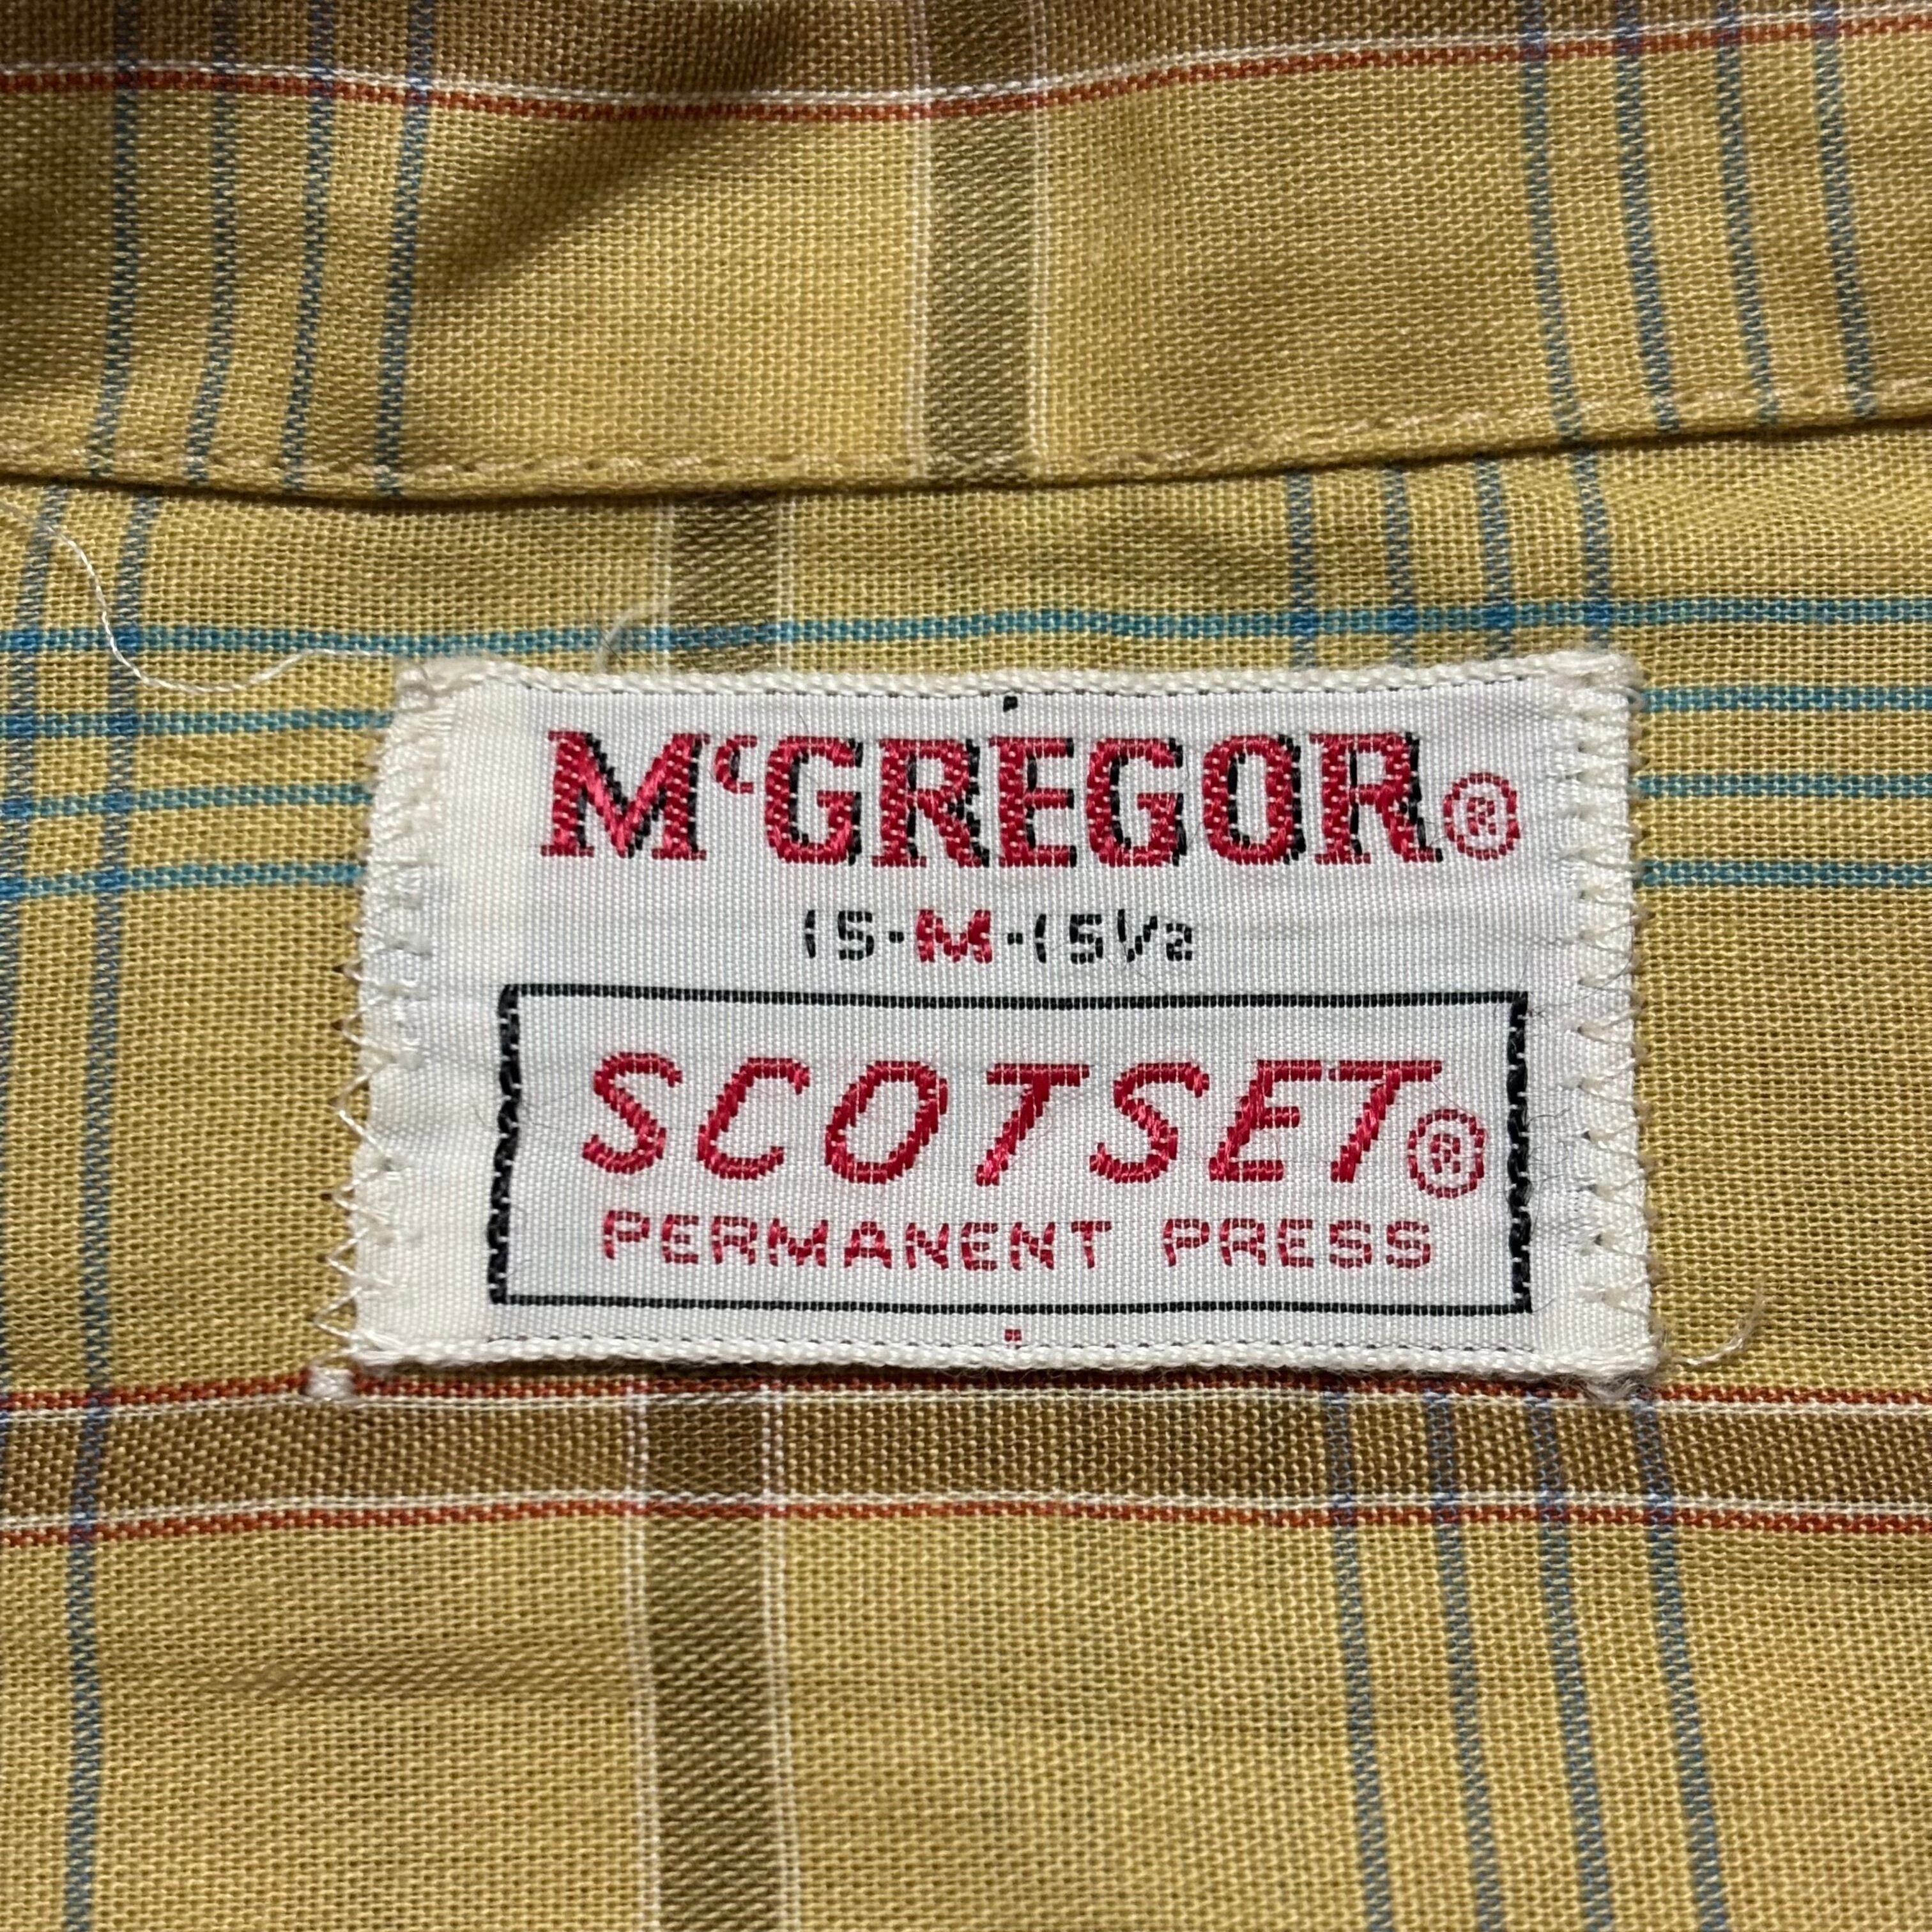 McGREGOR®
15-M-15½
SCOTSET®
PERMANENT PRESS